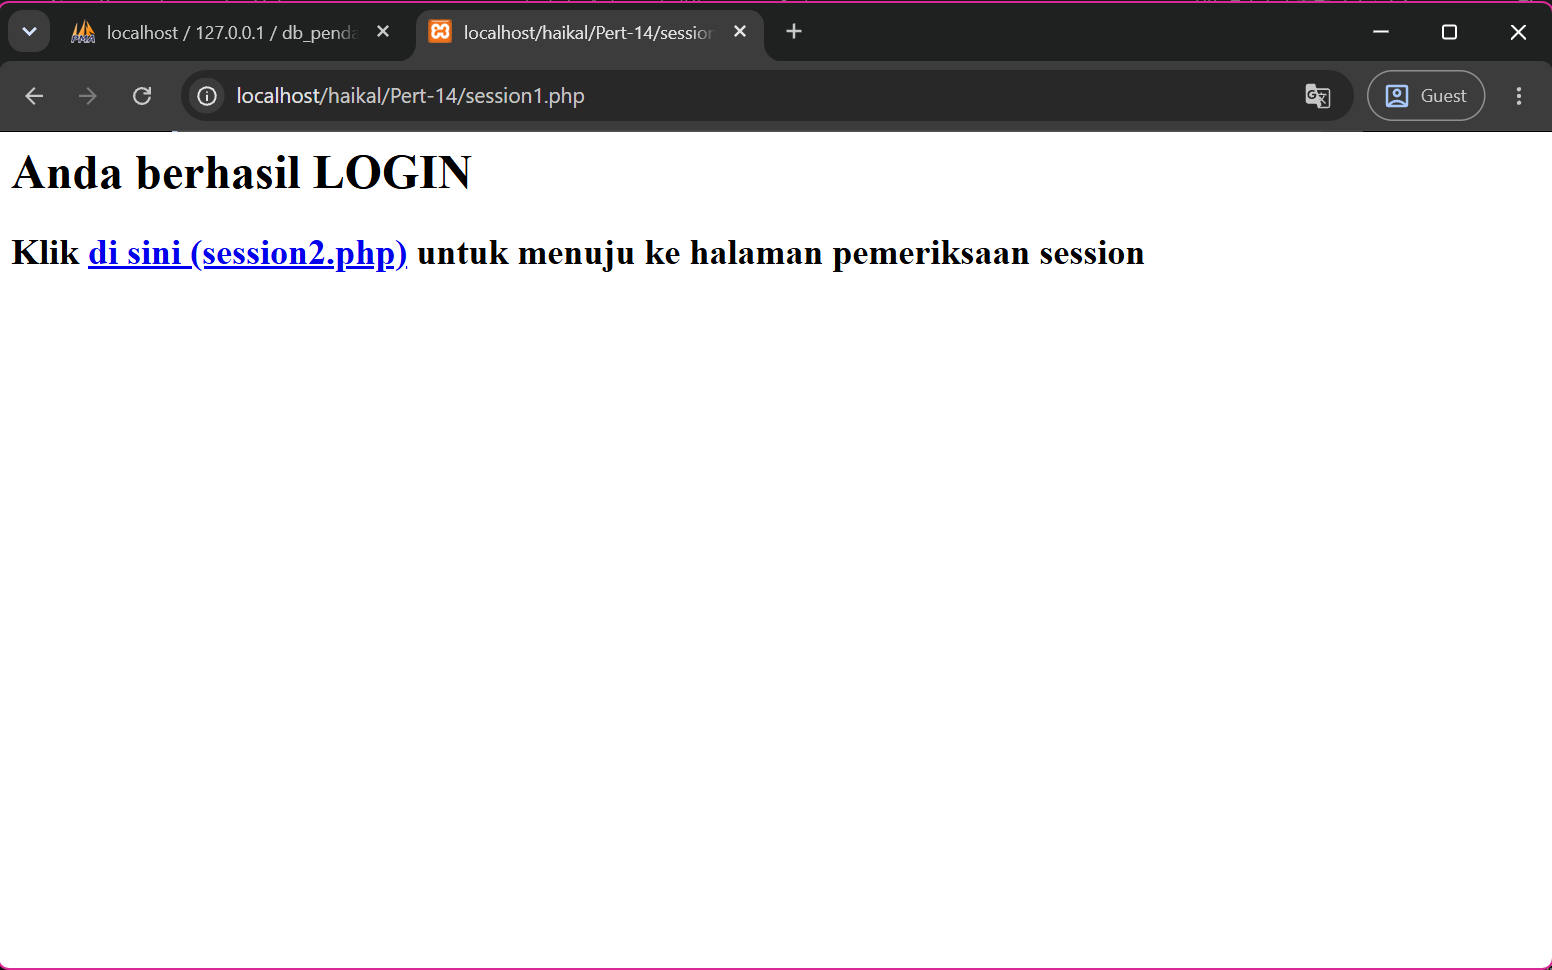 localhost / 127.0.0.1 / db_penda
localhost/haikal/Pert-14/session
localhost/haikal/Pert-14/session1.php
Guest
Anda berhasil LOGIN
Klik di sini (session2.php) untuk menuju ke halaman pemeriksaan session